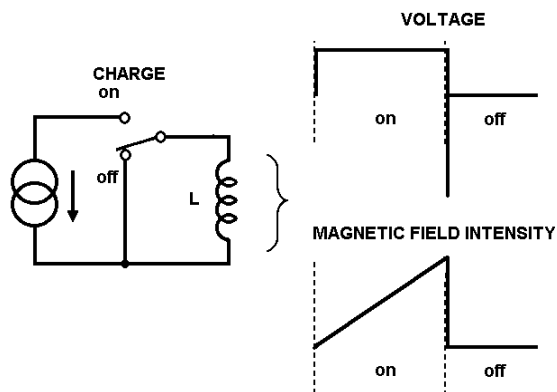 VOLTAGE
CHARGE
on
off
L
on
off
MAGNETIC FIELD INTENSITY
on
off